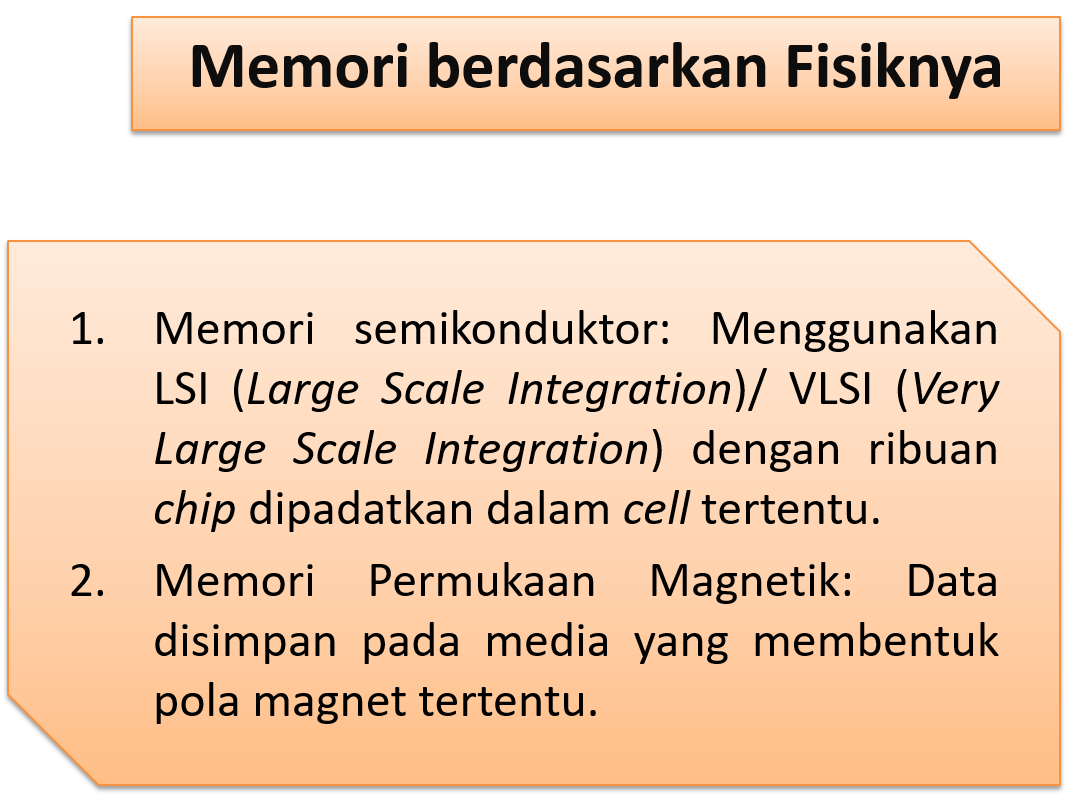 Memori berdasarkan Fisiknya
1. Memori semikonduktor: Menggunakan
LSI (Large Scale Integration)/ VLSI (Very
Large Scale Integration) dengan ribuan
chip dipadatkan dalam cell tertentu.
2. Memori Permukaan Magnetik: Data
disimpan pada media yang membentuk
pola magnet tertentu.